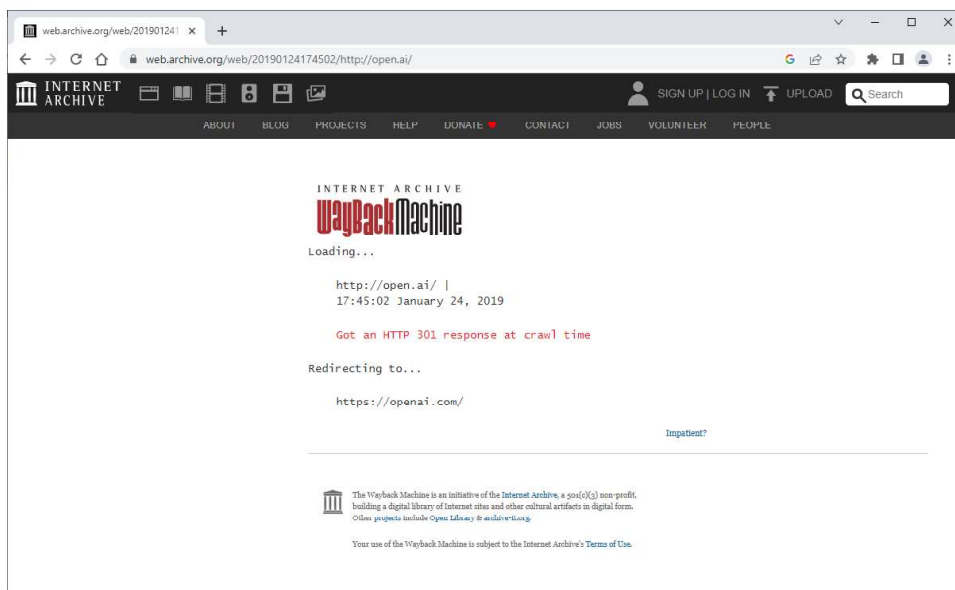 web.archive.org/web/201901241
web.archive.org/web/20190124174502/http://open.ai/
INTERNET ARCHIVE
SIGN UP | LOG IN
UPLOAD
Search
ABOUT BLOG PROJECTS HELP DONATE CONTACT JOBS VOLUNTEER PEOPLE
INTERNET ARCHIVE
WayBackMachine
Loading...
http://open.ai/ |
17:45:02 January 24, 2019
Got an HTTP 301 response at crawl time
Redirecting to...
https://openai.com/
Impatient?
The Wayback Machine is an initiative of the Internet Archive, a 501(c)(3) non-profit,
building a digital library of Internet sites and other cultural artifacts in digital form.
Other projects include Open Library & archive-it.org.
Your use of the Wayback Machine is subject to the Internet Archive's Terms of Use.